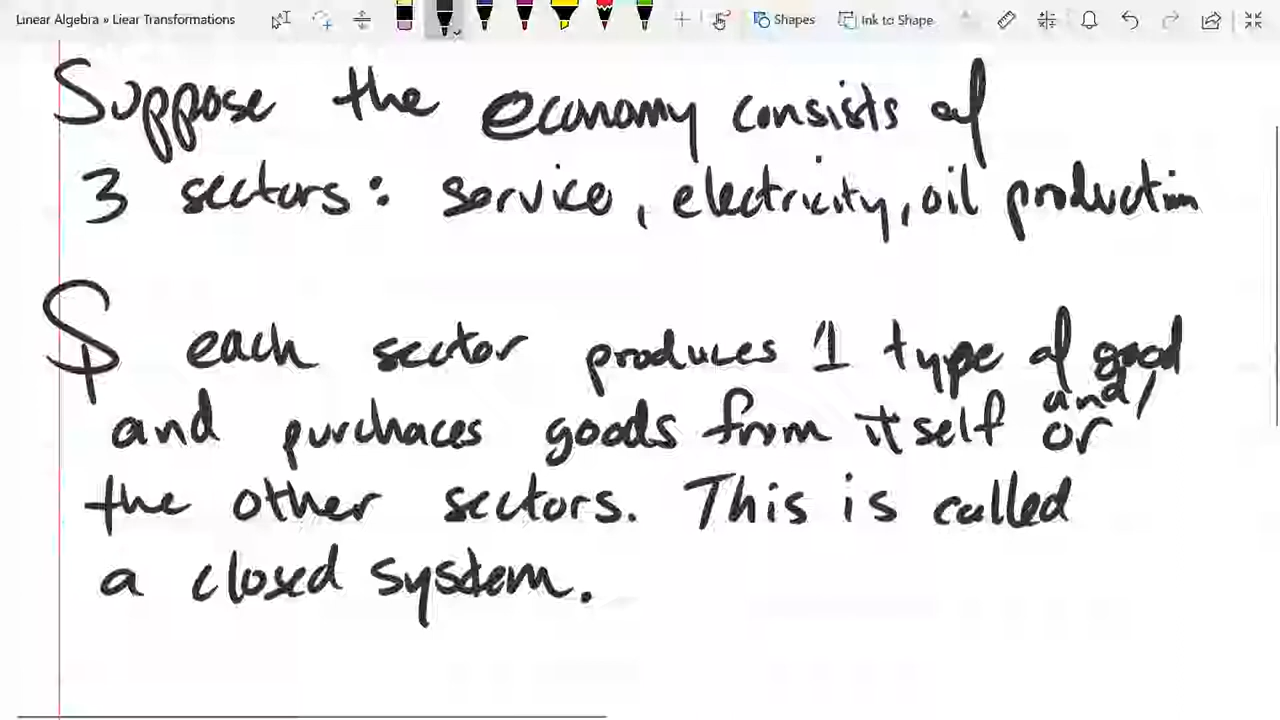 Linear Algebra » Liear Transformations
Shapes
Ink to Shape
Suppose the economy consists of
3 sectors: service, electricity, oil production
each sector produces 1 type of good
and purchaces goods from itself and/or
the other sectors. This is called
a closed system.